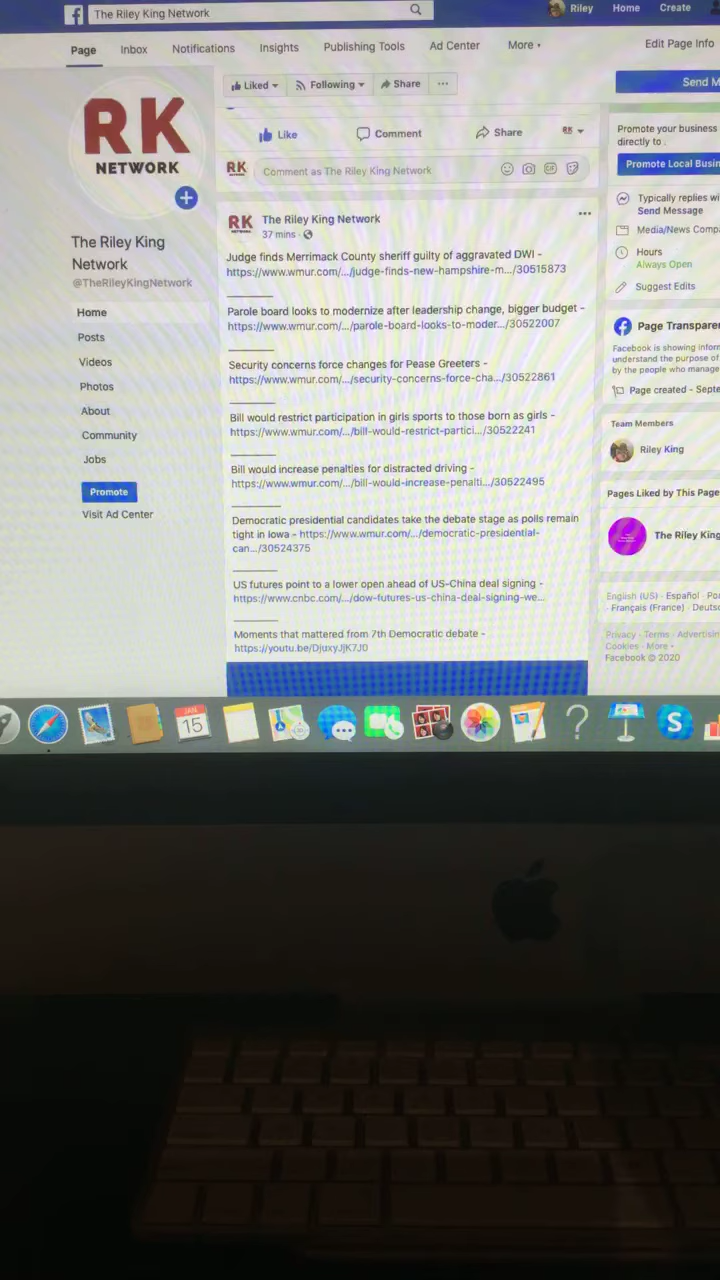 The Riley King Network
Riley Home Create
Page Inbox Notifications Insights Publishing Tools Ad Center More Edit Page Info
Liked Following Share ...
Send M
RK
NETWORK
The Riley King
Network
@TheRileyKingNetwork
Home
Posts
Videos
Photos
About
Community
Jobs
Promote
Visit Ad Center
Like Comment Share
RK Comment as The Riley King Network GIF
RK The Riley King Network ...
37 mins ·
Judge finds Merrimack County sheriff guilty of aggravated DWI -
https://www.wmur.com/.../judge-finds-new-hampshire-m.../30515873
Parole board looks to modernize after leadership change, bigger budget -
https://www.wmur.com/.../parole-board-looks-to-moder.../30522007
Security concerns force changes for Pease Greeters -
https://www.wmur.com/.../security-concerns-force-cha.../30522861
Bill would restrict participation in girls sports to those born as girls -
https://www.wmur.com/.../bill-would-restrict-partici.../30522241
Bill would increase penalties for distracted driving -
https://www.wmur.com/.../bill-would-increase-penalti.../30522495
Democratic presidential candidates take the debate stage as polls remain
tight in Iowa - https://www.wmur.com/.../democratic-presidential-
can.../30524375
US futures point to a lower open ahead of US-China deal signing -
https://www.cnbc.com/.../dow-futures-us-china-deal-signing-we...
Moments that mattered from 7th Democratic debate -
https://youtu.be/DjuxyJjK7J0
Promote your business
directly to .
Promote Local Busin
Typically replies wi
Send Message
Media/News Comp
Hours
Always Open
Suggest Edits
Page Transparen
Facebook is showing inform
understand the purpose of
by the people who manage
Page created - Septe
Team Members
Riley King
Pages Liked by This Page
The Riley King
English (US) · Español · Por
· Français (France) · Deutsc
Privacy · Terms · Advertisin
Cookies · More
Facebook © 2020
JAN
15
?
S